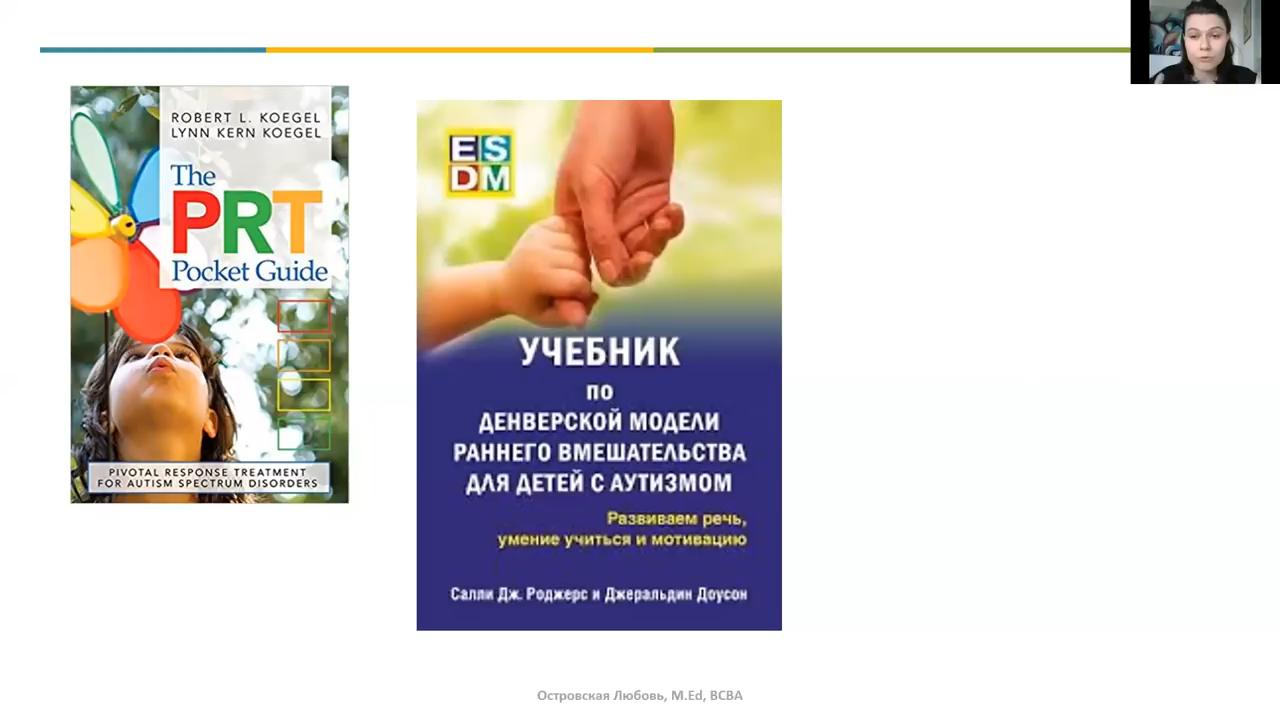 ROBERT L. KOEGEL
LYNN KERN KOEGEL
The
PRT
Pocket Guide
PIVOTAL RESPONSE TREATMENT
FOR AUTISM SPECTRUM DISORDERS
ES
DM
УЧЕБНИК
ПО
ДЕНВЕРСКОЙ МОДЕЛИ
РАННЕГО ВМЕШАТЕЛЬСТВА
ДЛЯ ДЕТЕЙ С АУТИЗМОМ
Развиваем речь,
умение учиться и мотивацию
Салли Дж. Роджерс и Джеральдин Доусон
Островская Любовь, M.Ed, BCBA